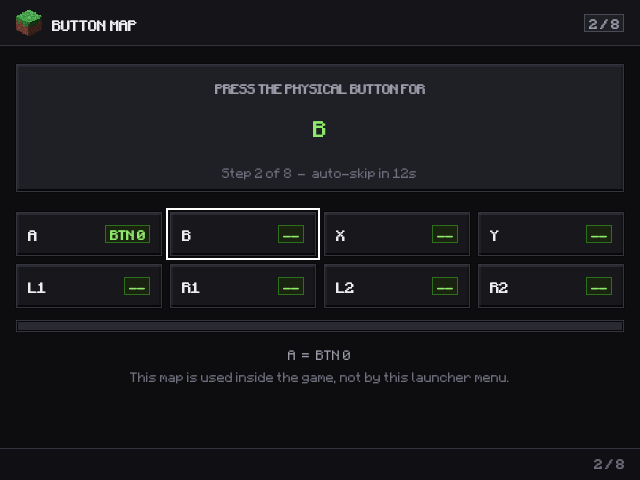 BUTTON MAP 2/8
PRESS THE PHYSICAL BUTTON FOR
B
Step 2 of 8 - auto-skip in 12s
A BTN 0 B -- X -- Y --
L1 -- R1 -- L2 -- R2 --
A = BTN 0
This map is used inside the game, not by this launcher menu.
2/8